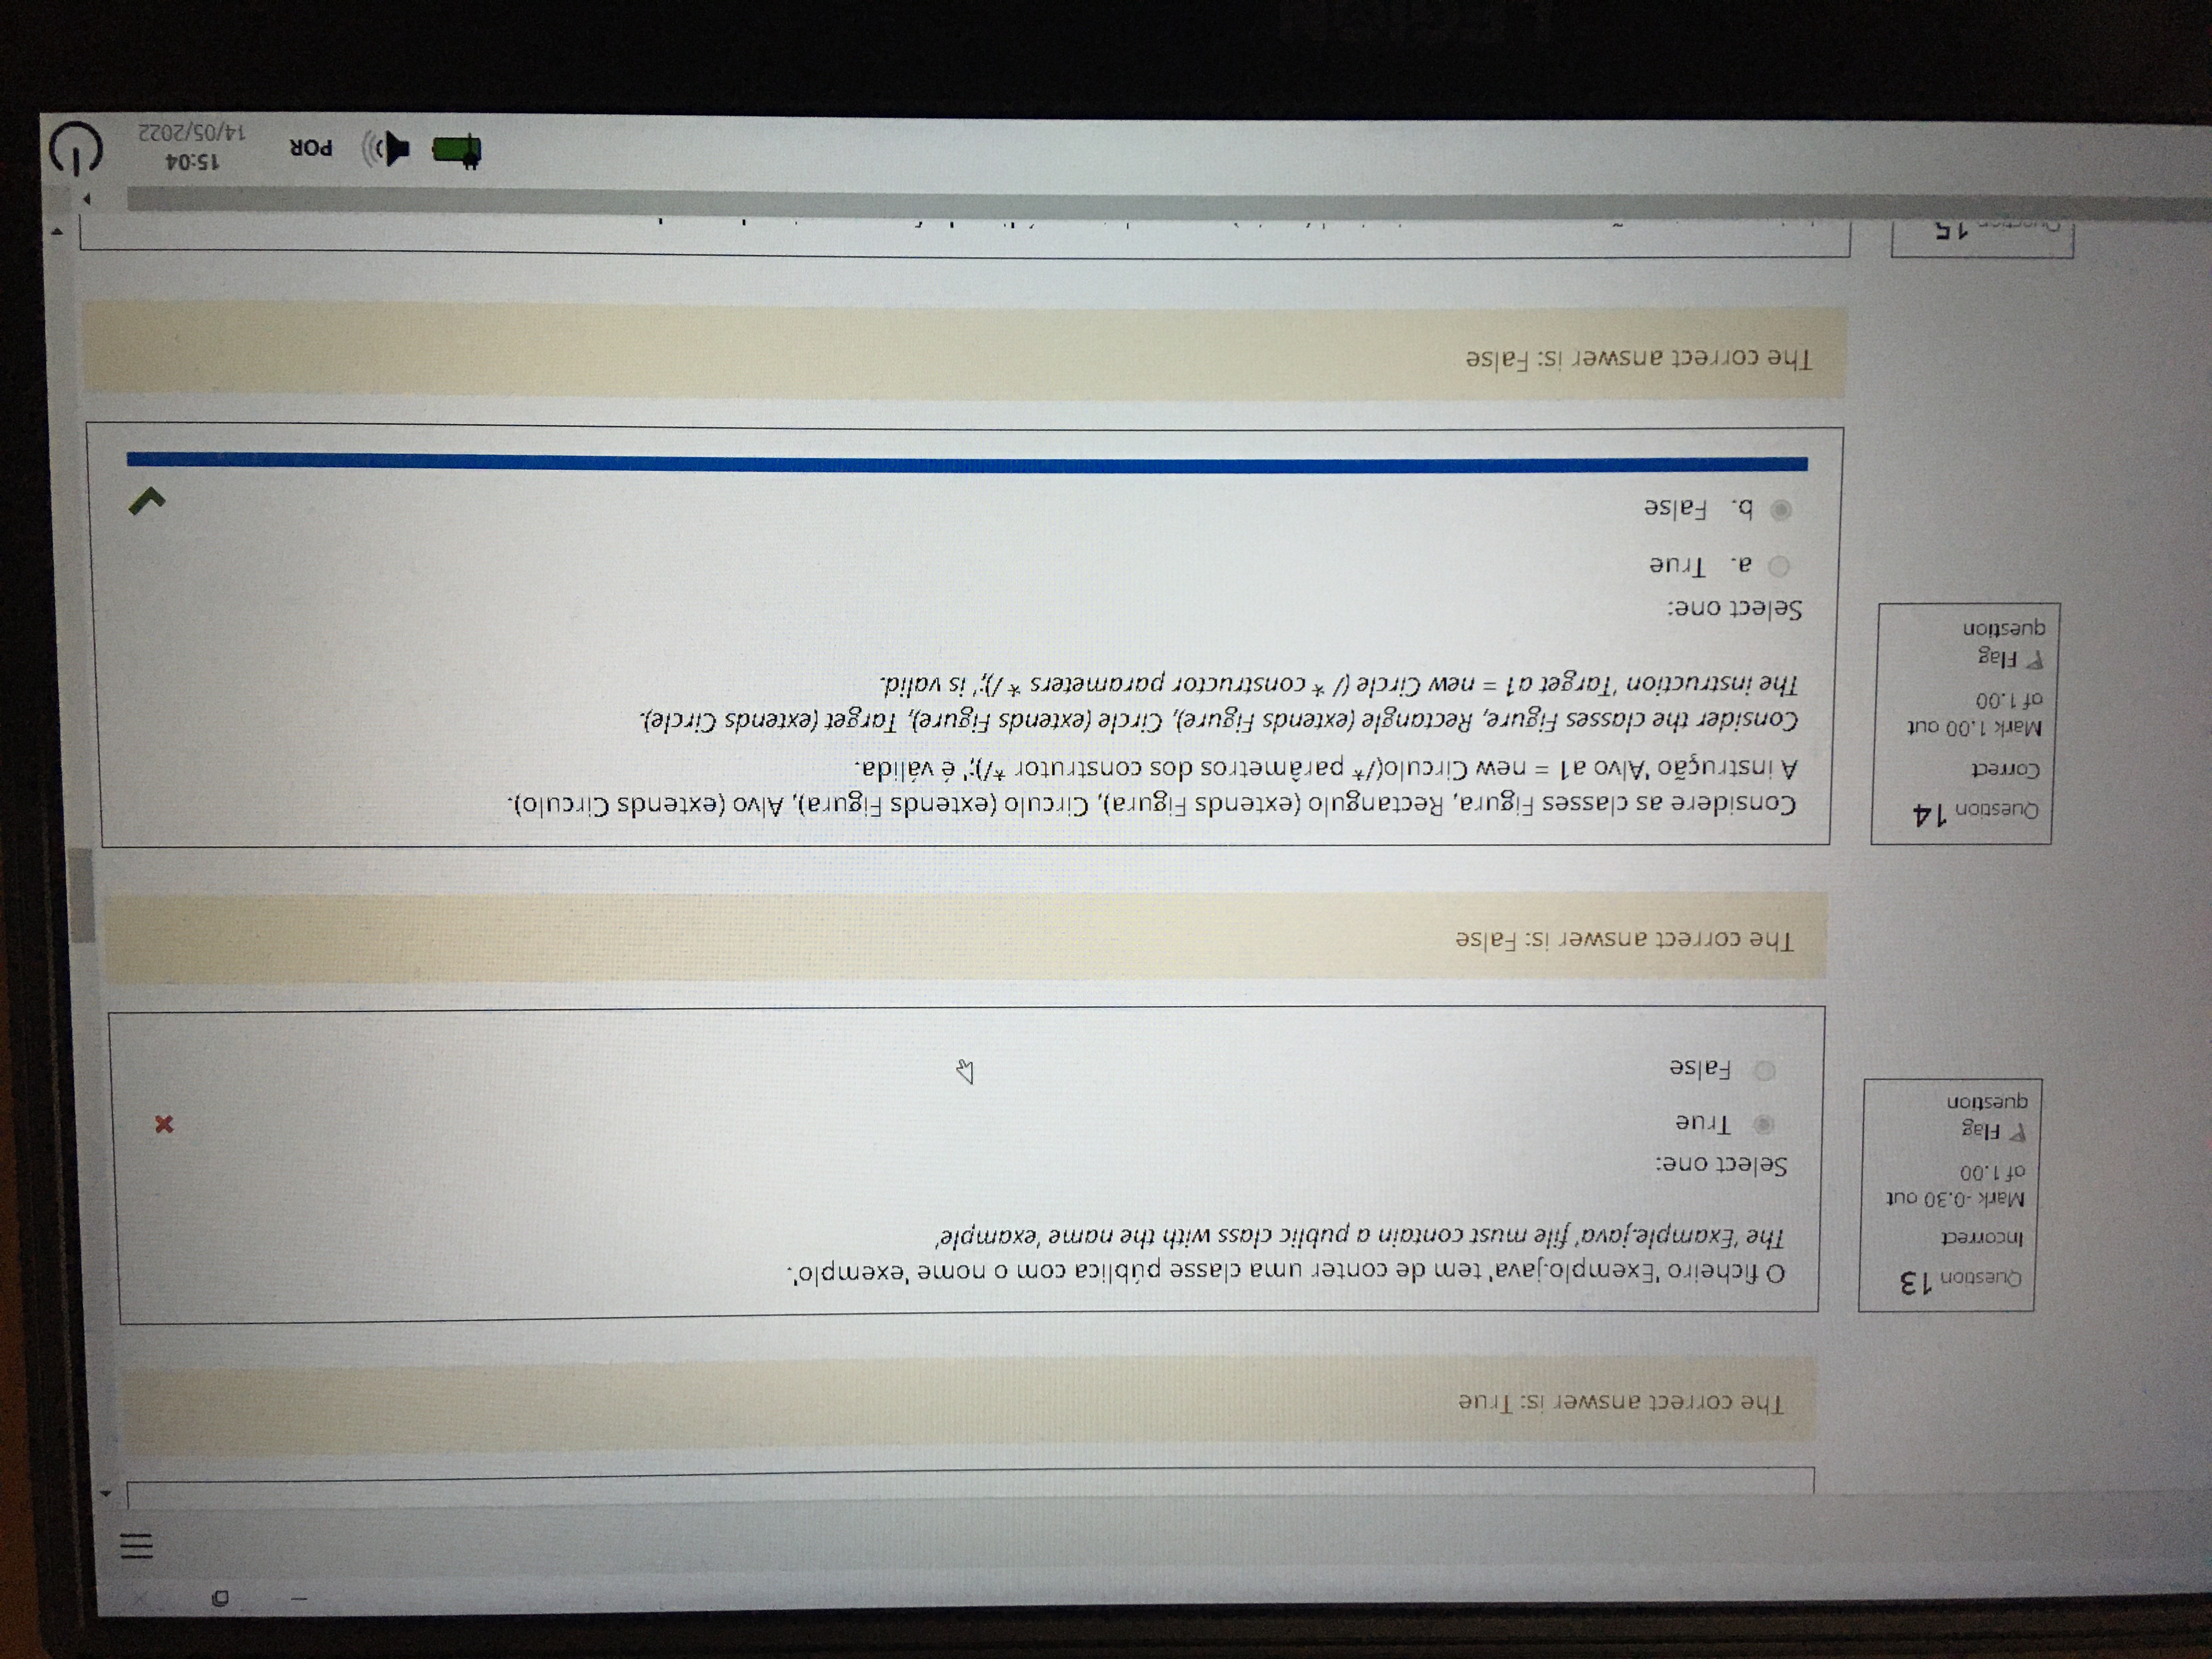 The correct answer is: True
Question 13
Incorrect
Mark -0.30 out
of 1.00
Flag
question
O ficheiro 'Exemplo.java' tem de conter uma classe pública com o nome 'exemplo'.
The 'Example.java' file must contain a public class with the name 'example'
Select one:
True
False
The correct answer is: False
Question 14
Correct
Mark 1.00 out
of 1.00
Flag
question
Considere as classes Figura, Rectangulo (extends Figura), Circulo (extends Figura), Alvo (extends Circulo).
A instrução 'Alvo a1 = new Circulo(/* parâmetros dos construtor */);' é válida.
Consider the classes Figure, Rectangle (extends Figure), Circle (extends Figure), Target (extends Circle).
The instruction 'Target a1 = new Circle (/ * constructor parameters * /);' is valid.
Select one:
a. True
b. False
The correct answer is: False
Question 15
POR
15:04
14/05/2022
LEGION